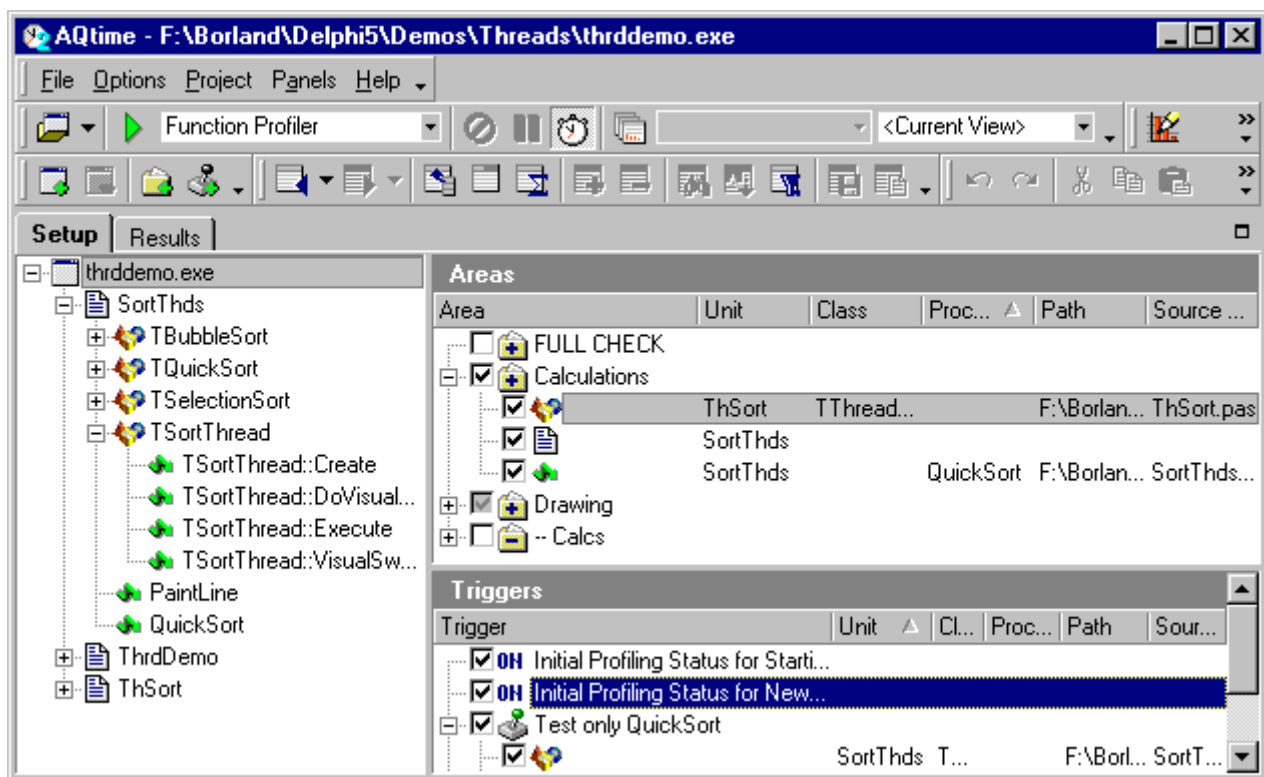 AQtime - F:\Borland\Delphi5\Demos\Threads\thrddemo.exe
File Options Project Panels Help
Function Profiler <Current View>
Setup Results
thrddemo.exe
SortThds
TBubbleSort
TQuickSort
TSelectionSort
TSortThread
TSortThread::Create
TSortThread::DoVisual...
TSortThread::Execute
TSortThread::VisualSw...
PaintLine
QuickSort
ThrdDemo
ThSort
Areas
Area Unit Class Proc... Path Source ...
FULL CHECK
Calculations
ThSort TThread... F:\Borlan... ThSort.pas
SortThds
SortThds QuickSort F:\Borlan... SortThds...
Drawing
-- Calcs
Triggers
Trigger Unit Cl... Proc... Path Sour...
ON Initial Profiling Status for Starti...
ON Initial Profiling Status for New...
Test only QuickSort
SortThds T... F:\Borl... SortT...